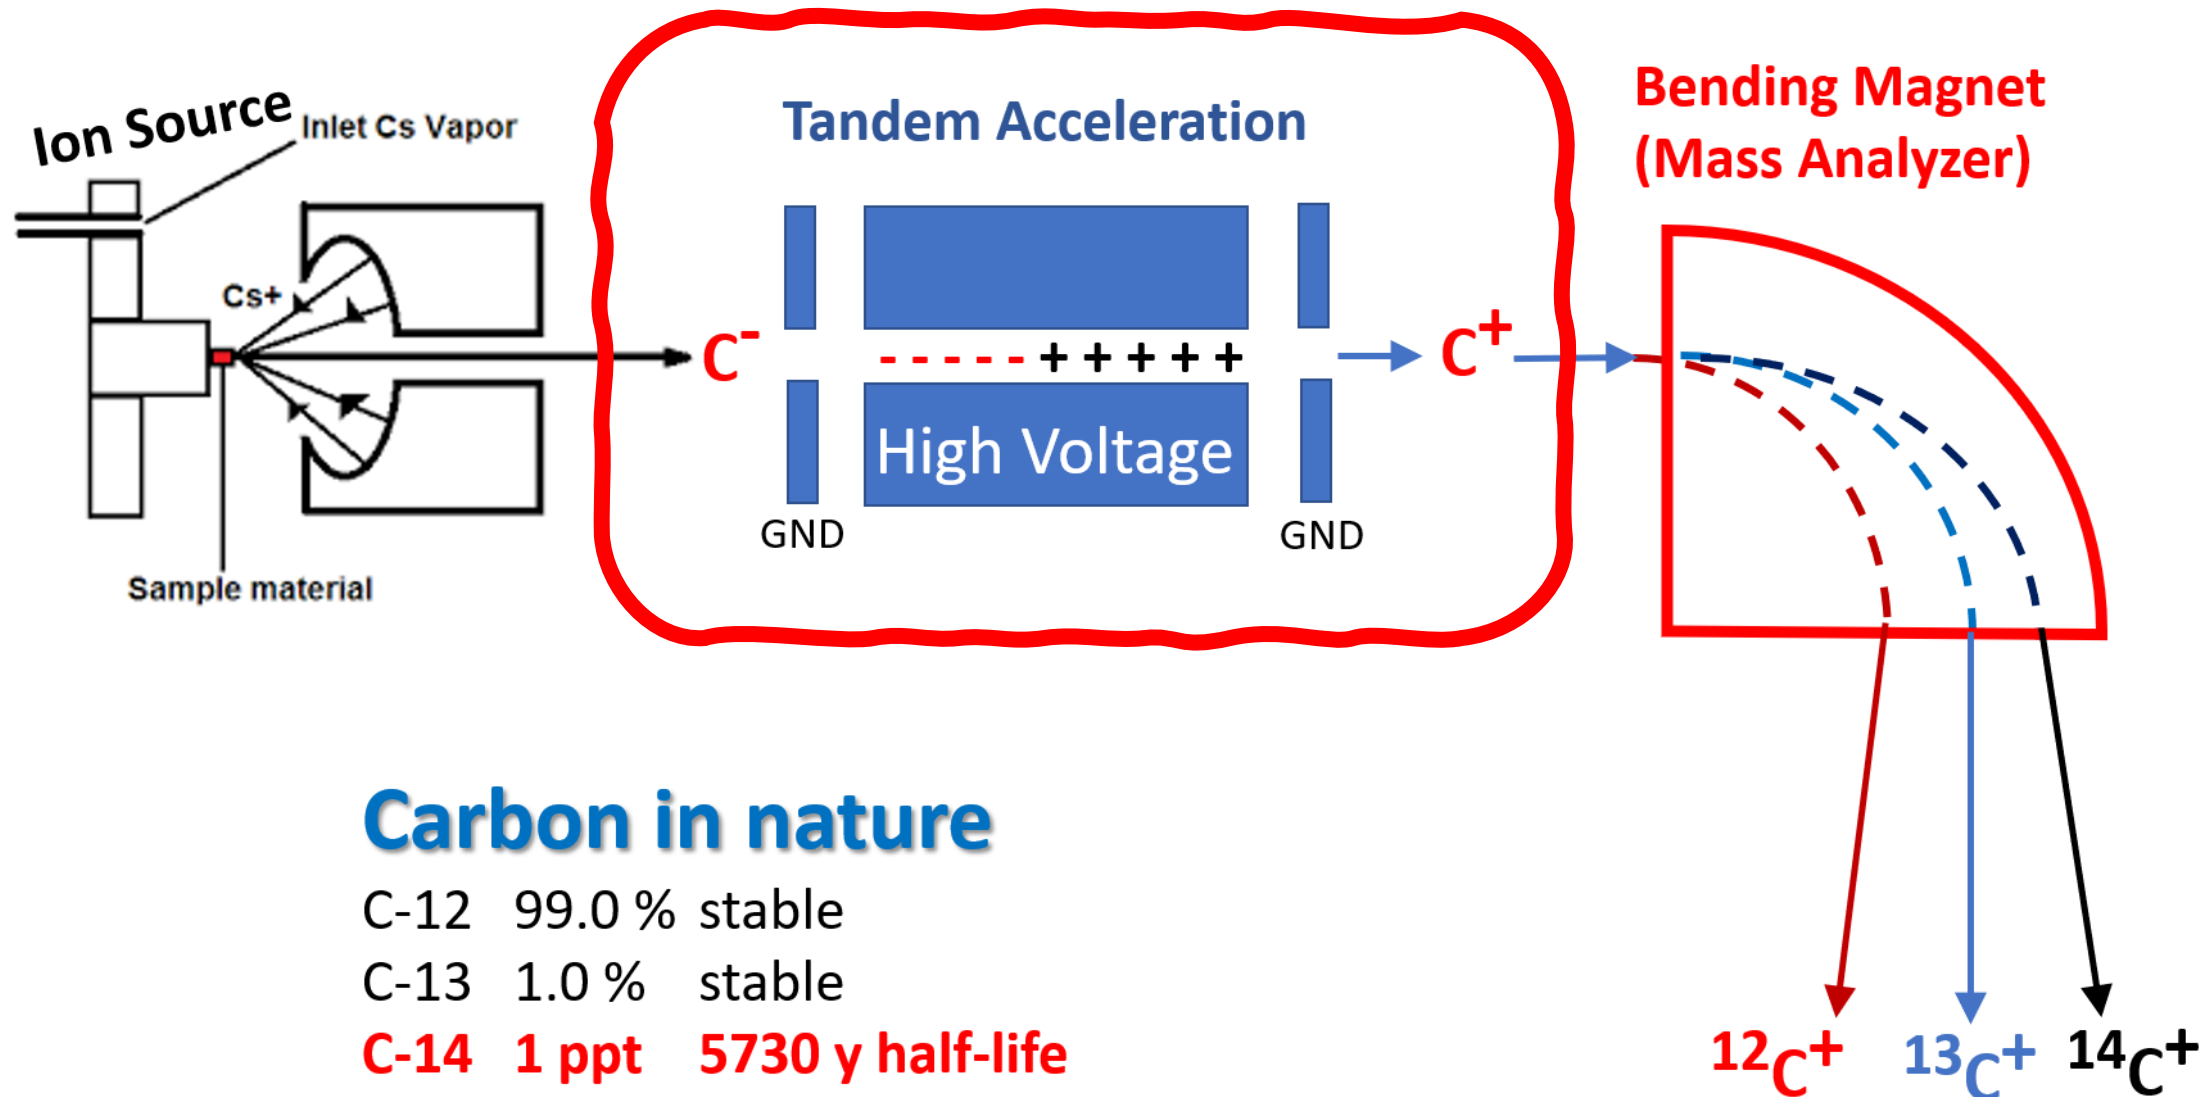 Ion Source
Inlet Cs Vapor
Cs+
Sample material
Tandem Acceleration
C⁻
- - - - - + + + + +
High Voltage
GND
GND
C⁺
Bending Magnet
(Mass Analyzer)
¹²C⁺ ¹³C⁺ ¹⁴C⁺
Carbon in nature
C-12 99.0 % stable
C-13 1.0 % stable
C-14 1 ppt 5730 y half-life